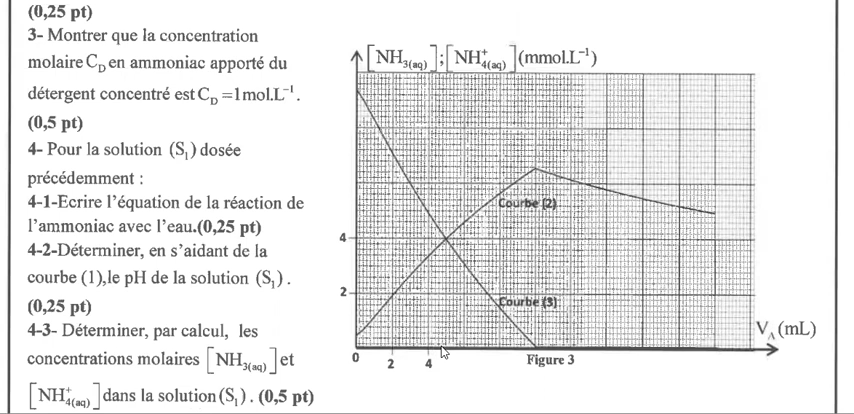 (0,25 pt)
3- Montrer que la concentration
molaire C_D en ammoniac apporté du
détergent concentré est C_D = 1 mol.L⁻¹.
(0,5 pt)
4- Pour la solution (S₁) dosée
précédemment :
4-1-Ecrire l’équation de la réaction de
l’ammoniac avec l’eau.(0,25 pt)
4-2-Déterminer, en s’aidant de la
courbe (1),le pH de la solution (S₁).
(0,25 pt)
4-3- Déterminer, par calcul, les
concentrations molaires [NH₃(aq)] et
[NH₄⁺(aq)] dans la solution (S₁). (0,5 pt)
[NH₃(aq)];[NH₄⁺(aq)](mmol.L⁻¹)
Courbe (2)
4
2
Courbe (3)
V_A (mL)
0 2 4
Figure 3